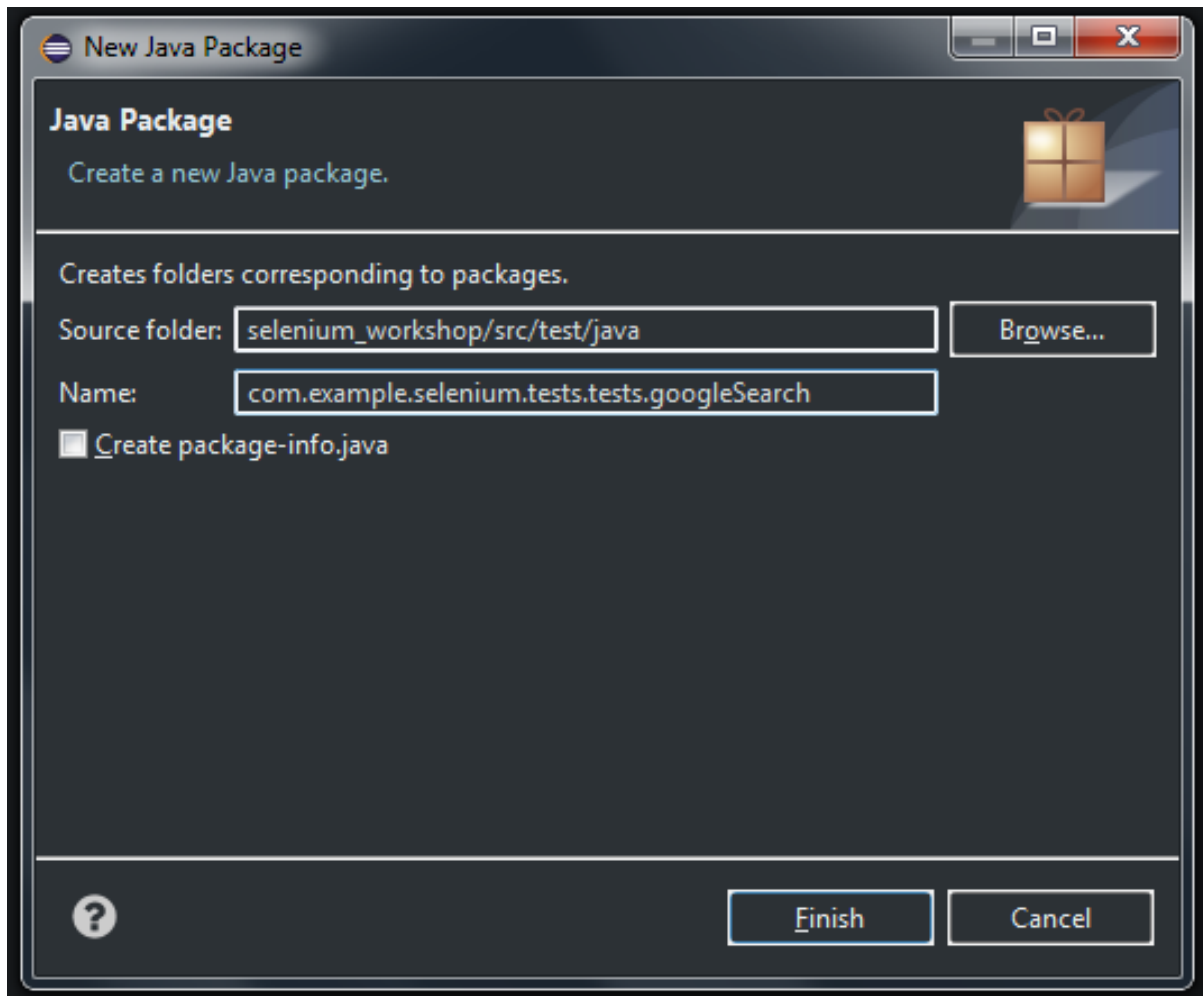 New Java Package
Java Package
Create a new Java package.
Creates folders corresponding to packages.
Source folder: selenium_workshop/src/test/java Browse...
Name: com.example.selenium.tests.tests.googleSearch
Create package-info.java
? Finish Cancel